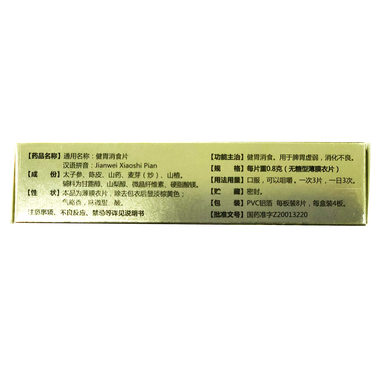 【药品名称】通用名称：健胃消食片
汉语拼音：Jianwei Xiaoshi Pian
【成　　份】太子参、陈皮、山药、麦芽（炒）、山楂。
辅料为甘露醇、山梨醇、微晶纤维素、硬脂酸镁。
【性　　状】本品为薄膜衣片，除去包衣后显淡棕黄色；
气略香，味微甜、酸。
注意事项、不良反应、禁忌等详见说明书
【功能主治】健胃消食。用于脾胃虚弱，消化不良。
【规　　格】每片重0.8克（无糖型薄膜衣片）
【用法用量】口服，可以咀嚼，一次3片，一日3次。
【贮　　藏】密封。
【包　　装】PVC铝箔 每板装8片，每盒装4板。
【批准文号】国药准字Z20013220